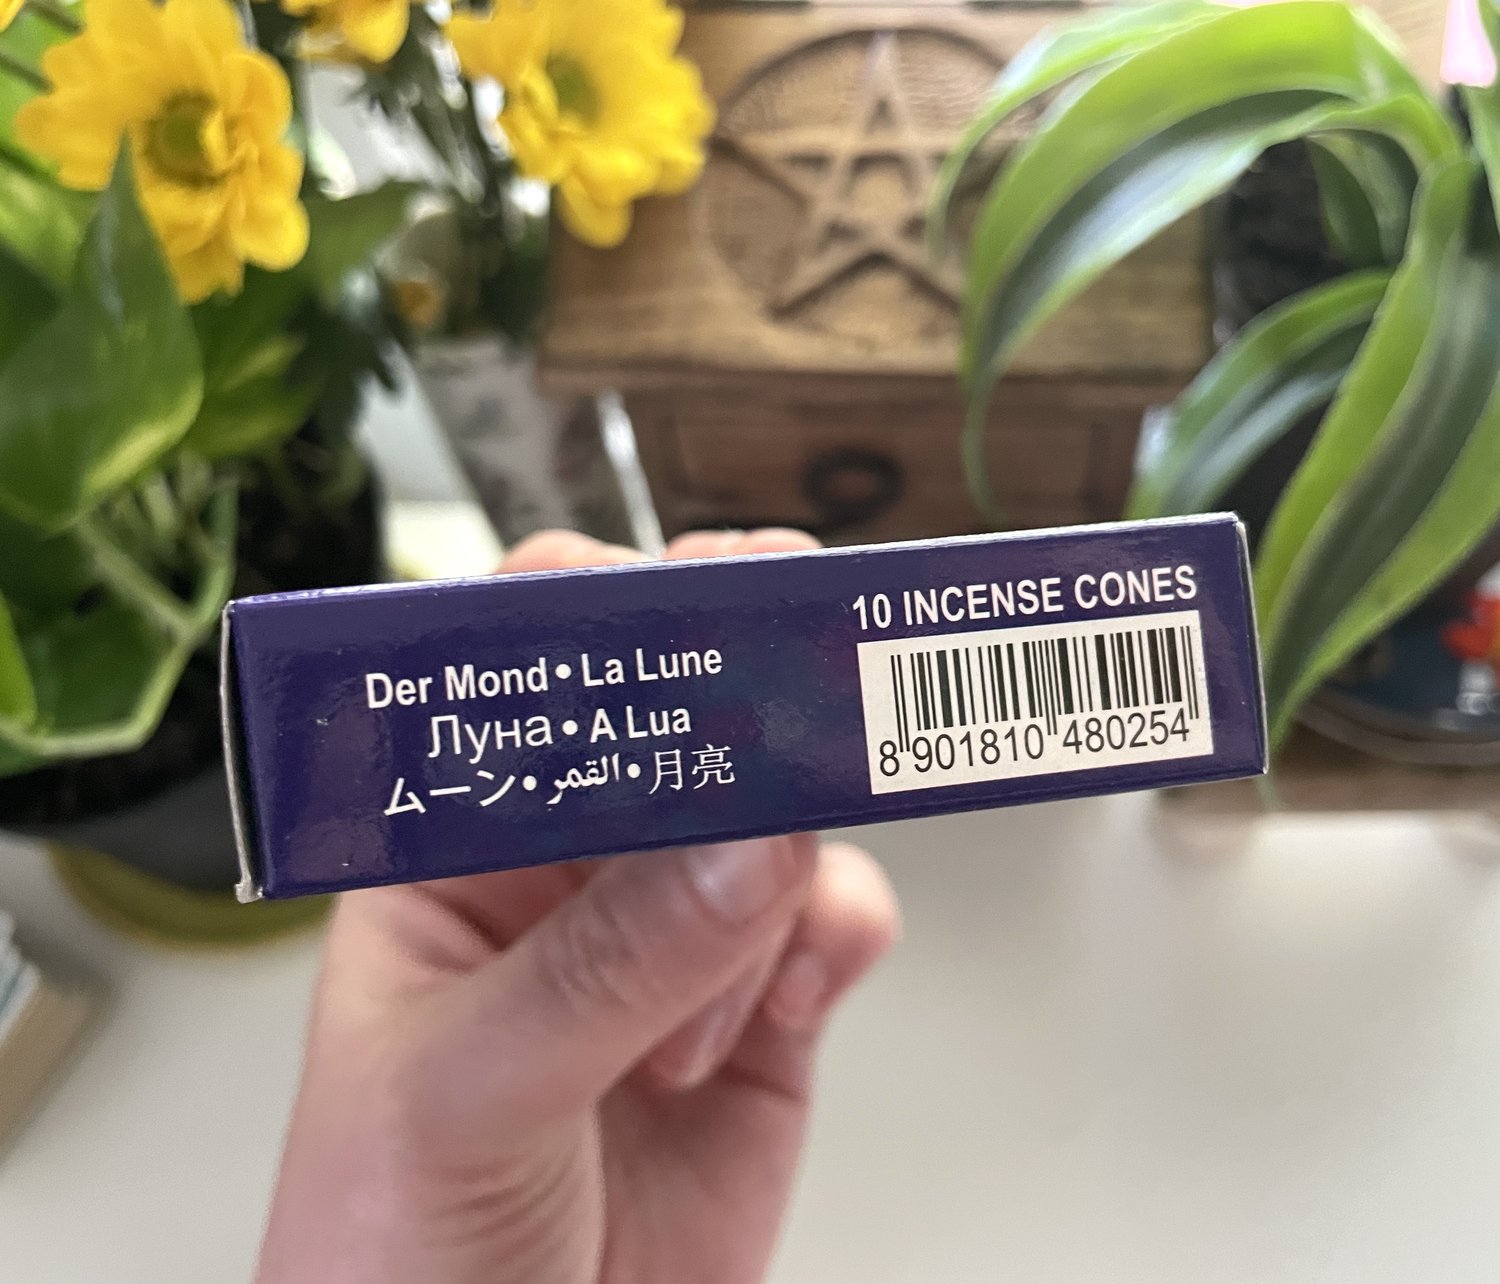 Der Mond • La Lune
Луна • A Lua
ムーン • القمر • 月亮
10 INCENSE CONES
8 901810 480254